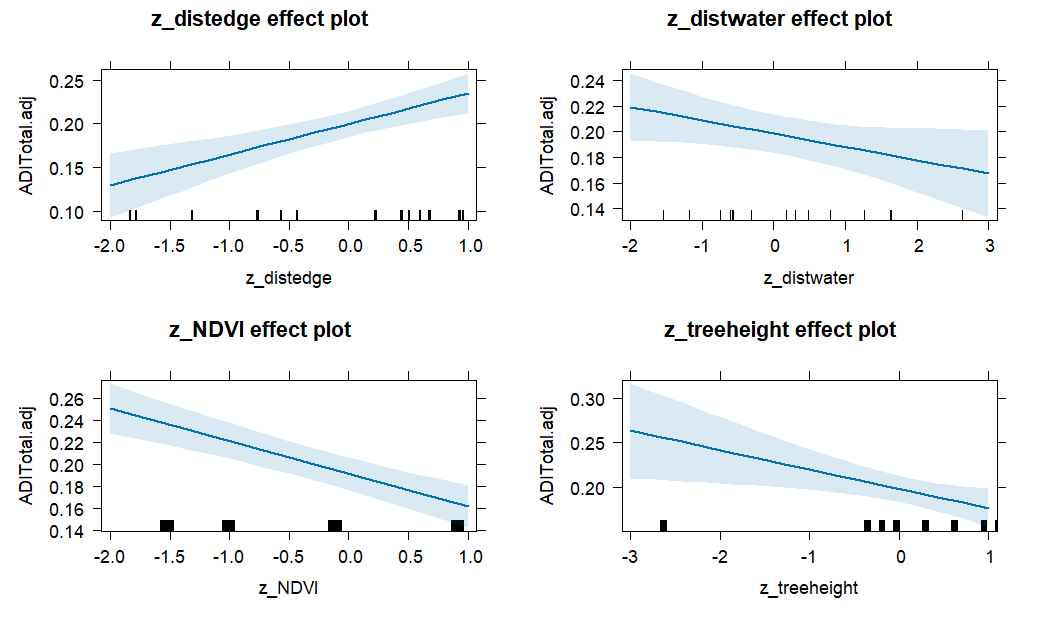 z_distedge effect plot
ADITotal.adj
0.25
0.20
0.15
0.10
-2.0 -1.5 -1.0 -0.5 0.0 0.5 1.0
z_distedge
z_distwater effect plot
ADITotal.adj
0.24
0.22
0.20
0.18
0.16
0.14
-2 -1 0 1 2 3
z_distwater
z_NDVI effect plot
ADITotal.adj
0.26
0.24
0.22
0.20
0.18
0.16
0.14
-2.0 -1.5 -1.0 -0.5 0.0 0.5 1.0
z_NDVI
z_treeheight effect plot
ADITotal.adj
0.30
0.25
0.20
-3 -2 -1 0 1
z_treeheight